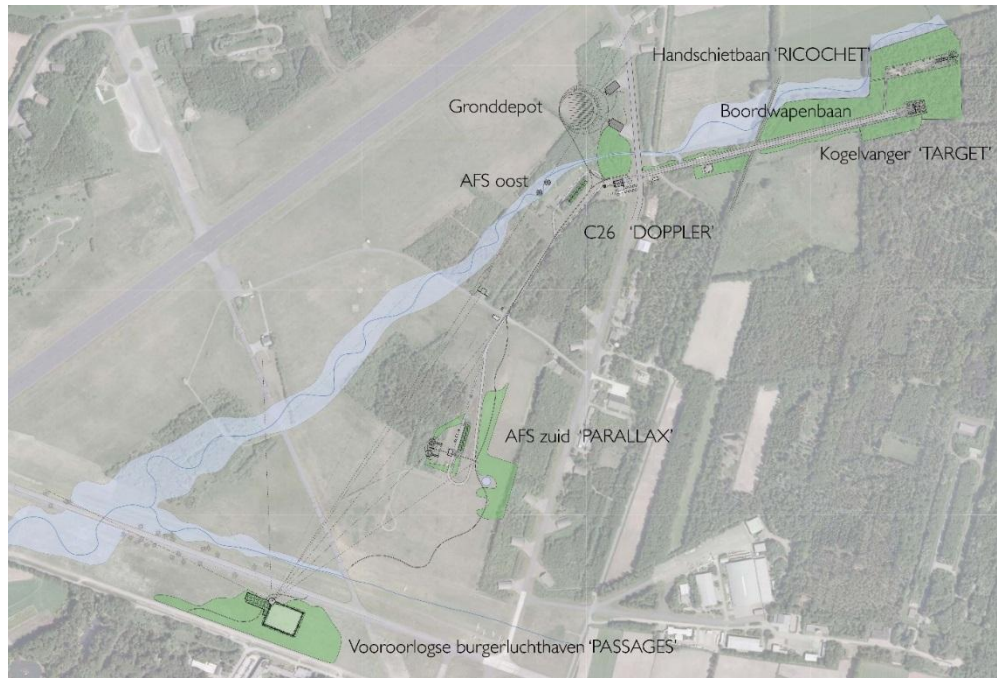 Handschietbaan ‘RICOCHET’
Gronddepot
Boordwapenbaan
Kogelvanger ‘TARGET’
AFS oost
C26 ‘DOPPLER’
AFS zuid ‘PARALLAX’
Vooroorlogse burgerluchthaven ‘PASSAGES’